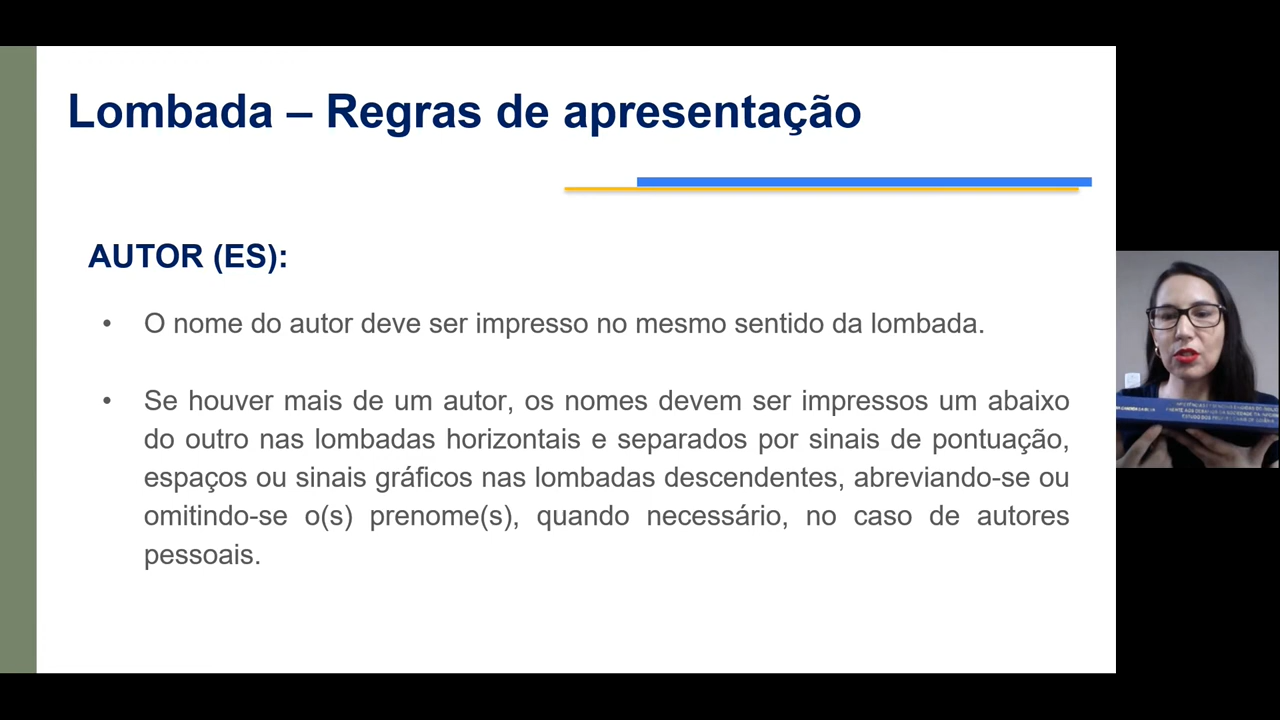 Lombada – Regras de apresentação
AUTOR (ES):
• O nome do autor deve ser impresso no mesmo sentido da lombada.
• Se houver mais de um autor, os nomes devem ser impressos um abaixo
do outro nas lombadas horizontais e separados por sinais de pontuação,
espaços ou sinais gráficos nas lombadas descendentes, abreviando-se ou
omitindo-se o(s) prenome(s), quando necessário, no caso de autores
pessoais.